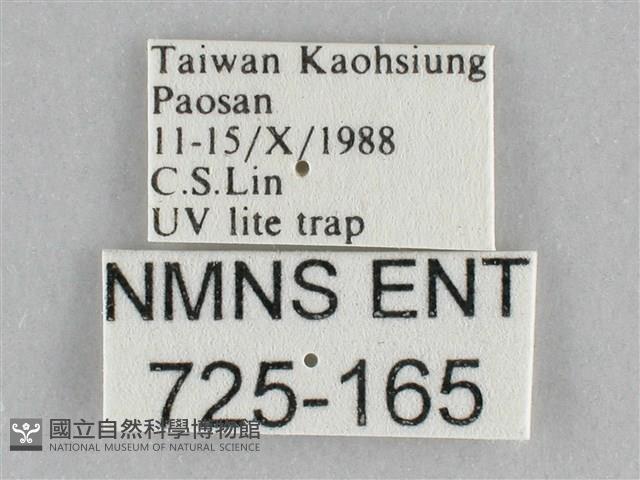 Taiwan Kaohsiung
Paosan
11-15/X/1988
C.S.Lin
UV lite trap
NMNS ENT
725-165
國立自然科學博物館
NATIONAL MUSEUM OF NATURAL SCIENCE